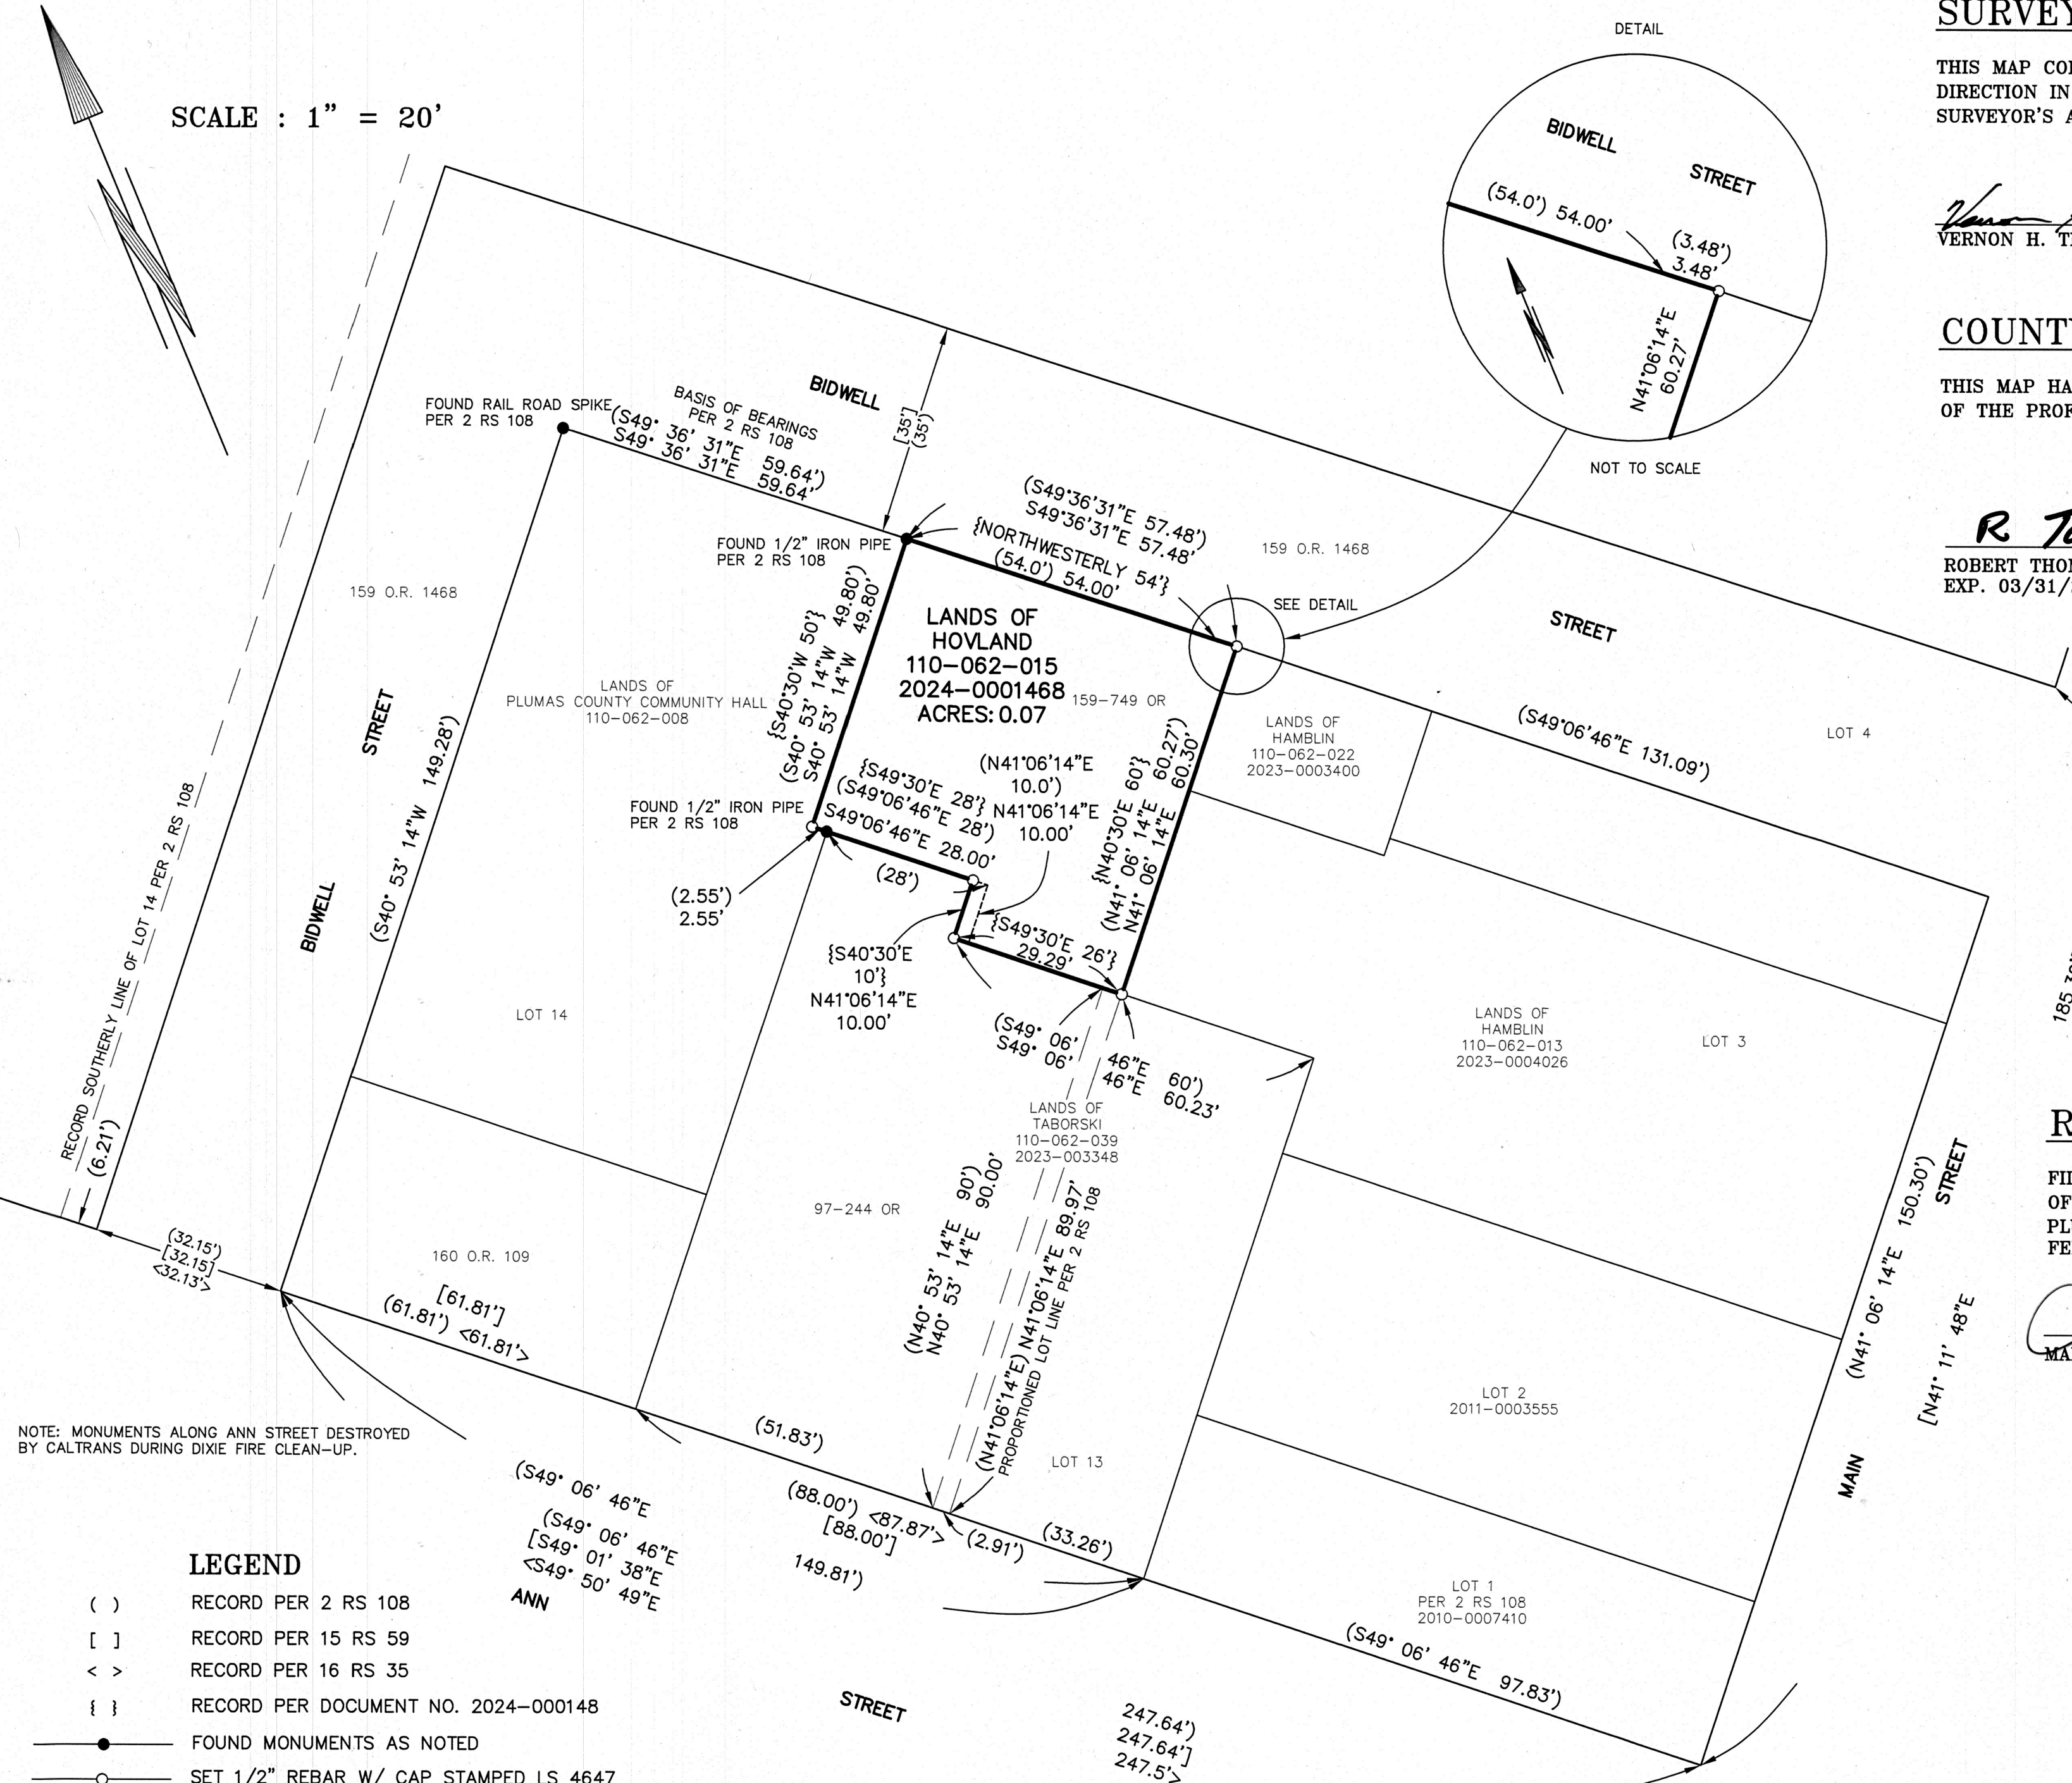 SCALE : 1" = 20'
DETAIL
BIDWELL
STREET
(54.0') 54.00'
(3.48')
3.48'
N41°06'14"E
60.27'
NOT TO SCALE
SURVEY
THIS MAP
DIRECTION IN
SURVEYOR'S
VERNON H.
COUNT
THIS MAP
OF THE
ROBERT
EXP. 03/31/
FOUND RAIL ROAD SPIKE
PER 2 RS 108
BASIS OF BEARINGS
PER 2 RS 108
(S49° 36' 31"E 59.64')
S49° 36' 31"E 59.64'
BIDWELL
[35']
(35')
(S49°36'31"E 57.48')
S49°36'31"E 57.48'
{NORTHWESTERLY 54'}
(54.0') 54.00'
159 O.R. 1468
FOUND 1/2" IRON PIPE
PER 2 RS 108
SEE DETAIL
STREET
159 O.R. 1468
LANDS OF
HOVLAND
110-062-015
2024-0001468
ACRES: 0.07
159-749 OR
{S40°30'W 50'}
(S40° 53' 14"W 49.80')
S40° 53' 14"W 49.80'
LANDS OF
PLUMAS COUNTY COMMUNITY HALL
110-062-008
STREET
BIDWELL
(S40° 53' 14"W 149.28')
LANDS OF
HAMBLIN
110-062-022
2023-0003400
(S49°06'46"E 131.09')
LOT 4
{S49°30'E 28'}
(S49°06'46"E 28')
S49°06'46"E 28.00'
(28')
(N41°06'14"E
10.0')
N41°06'14"E
10.00'
{N40°30'E 60'}
(N41° 06' 14"E 60.27')
N41° 06' 14"E 60.30'
FOUND 1/2" IRON PIPE
PER 2 RS 108
(2.55')
2.55'
{S40°30'E
10'}
N41°06'14"E
10.00'
{S49°30'E 26'}
29.29'
(S49° 06' 46"E 60')
S49° 06' 46"E 60.23'
RECORD SOUTHERLY LINE OF LOT 14 PER 2 RS 108
(6.21')
LOT 14
LANDS OF
HAMBLIN
110-062-013
2023-0004026
LOT 3
LANDS OF
TABORSKI
110-062-039
2023-003348
97-244 OR
(N40° 53' 14"E 90')
N40° 53' 14"E 90.00'
(N41°06'14"E) N41°06'14"E 89.97'
PROPORTIONED LOT LINE PER 2 RS 108
(32.15')
[32.15]
<32.13'>
160 O.R. 109
[61.81']
(61.81') <61.81'>
(N41° 06' 14"E 150.30')
STREET
[N41° 11' 48"E
MAIN
LOT 2
2011-0003555
NOTE: MONUMENTS ALONG ANN STREET DESTROYED
BY CALTRANS DURING DIXIE FIRE CLEAN-UP.
(51.83')
LOT 13
(88.00') <87.87'>
[88.00']
(2.91')
(33.26')
149.81')
(S49° 06' 46"E
(S49° 06' 46"E
[S49° 01' 38"E
<S49° 50' 49"E
ANN
STREET
247.64')
247.64']
247.5'>
LOT 1
PER 2 RS 108
2010-0007410
(S49° 06' 46"E 97.83')
LEGEND
( ) RECORD PER 2 RS 108
[ ] RECORD PER 15 RS 59
< > RECORD PER 16 RS 35
{ } RECORD PER DOCUMENT NO. 2024-000148
FOUND MONUMENTS AS NOTED
SET 1/2" REBAR W/ CAP STAMPED LS 4647